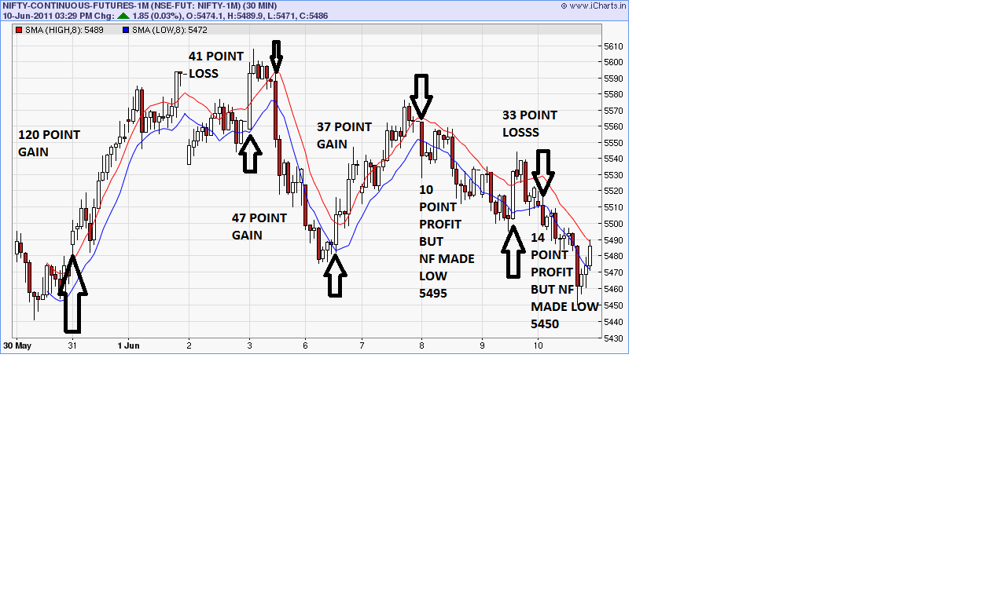 NIFTY-CONTINUOUS-FUTURES-1M (NSE-FUT: NIFTY-1M) (30 MIN)
© www.iCharts.in
10-Jun-2011 03:29 PM Chg: 1.85 (0.03%), O:5474.1, H:5489.9, L:5471, C:5486
SMA (HIGH,8): 5489
SMA (LOW,8): 5472
41 POINT
LOSS
120 POINT
GAIN
47 POINT
GAIN
37 POINT
GAIN
10
POINT
PROFIT
BUT
NF MADE
LOW
5495
33 POINT
LOSSS
14
POINT
PROFIT
BUT NF
MADE LOW
5450
5610
5600
5590
5580
5570
5560
5550
5540
5530
5520
5510
5500
5490
5480
5470
5460
5450
5440
5430
30 May
31
1 Jun
2
3
6
7
8
9
10